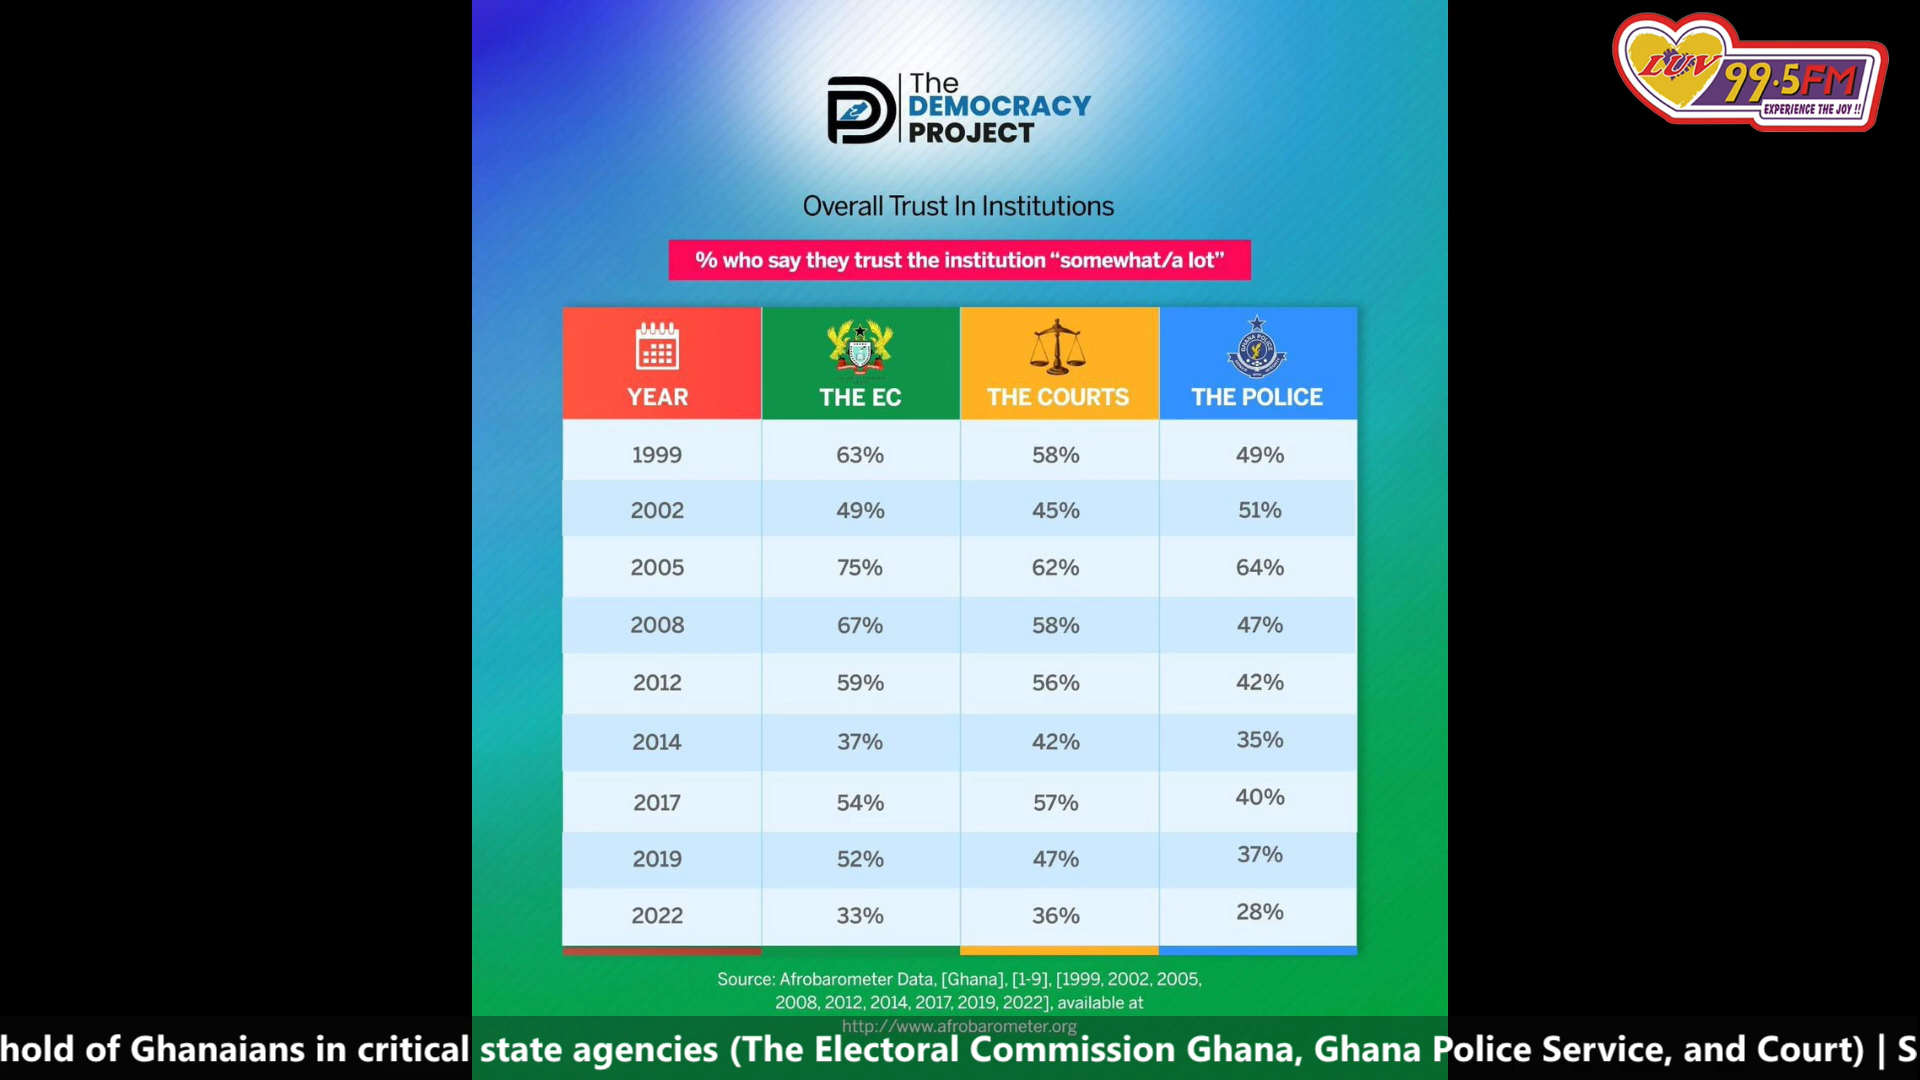 The
DEMOCRACY
PROJECT
LUV 99.5FM
EXPERIENCE THE JOY !!
Overall Trust In Institutions
% who say they trust the institution “somewhat/a lot”
YEAR THE EC THE COURTS THE POLICE
1999 63% 58% 49%
2002 49% 45% 51%
2005 75% 62% 64%
2008 67% 58% 47%
2012 59% 56% 42%
2014 37% 42% 35%
2017 54% 57% 40%
2019 52% 47% 37%
2022 33% 36% 28%
Source: Afrobarometer Data, [Ghana], [1-9], [1999, 2002, 2005,
2008, 2012, 2014, 2017, 2019, 2022], available at
http://www.afrobarometer.org
hold of Ghanaians in critical state agencies (The Electoral Commission Ghana, Ghana Police Service, and Court) | S